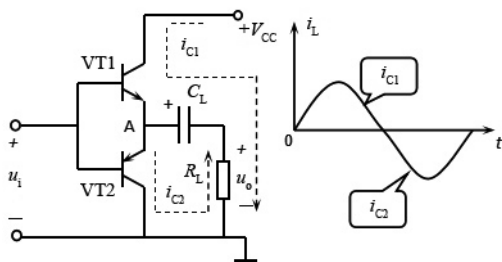 +V_CC
i_C1
VT1
+ C_L
A
+
u_i
−
VT2
i_C2
R_L
+
u_o
−
i_L
i_C1
0
t
i_C2